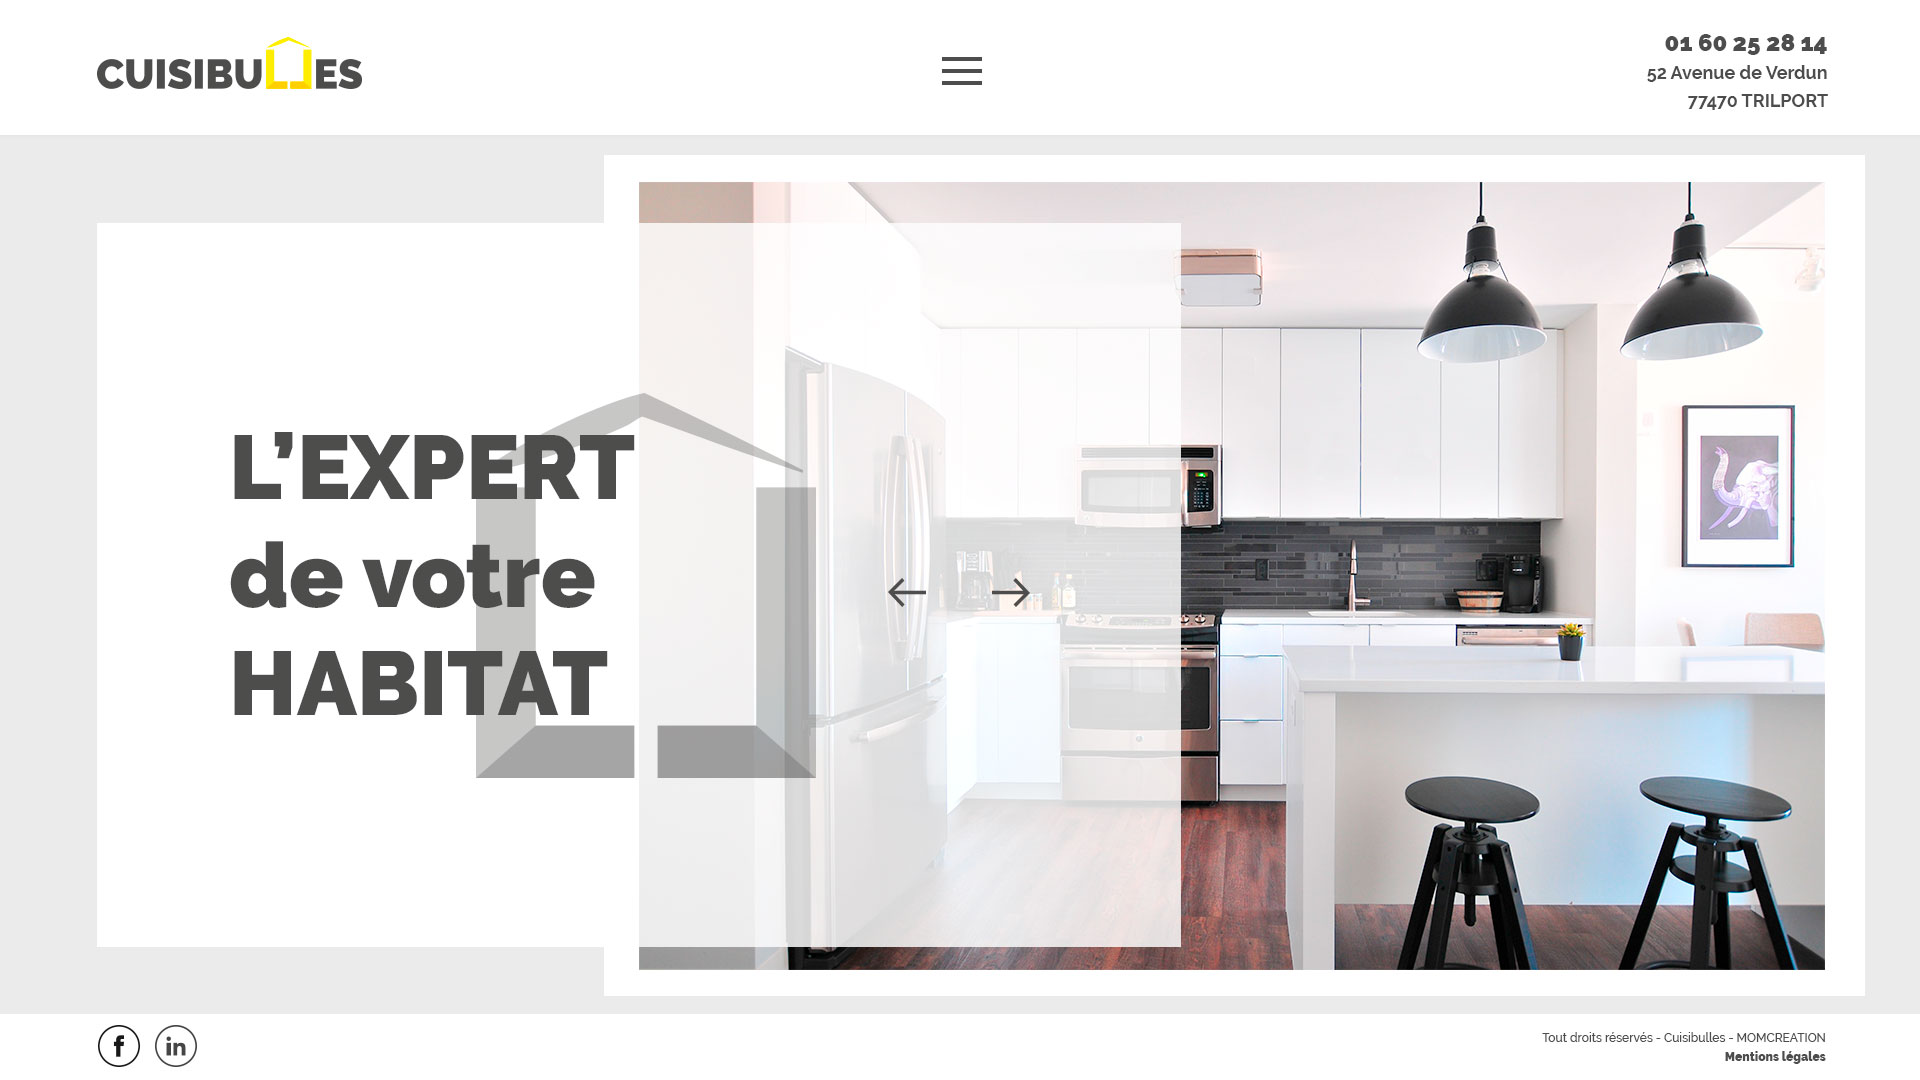 CUISIBULLES
01 60 25 28 14
52 Avenue de Verdun
77470 TRILPORT
L’EXPERT
de votre
HABITAT
f in
Tout droits réservés - Cuisibulles - MOMCREATION
Mentions légales